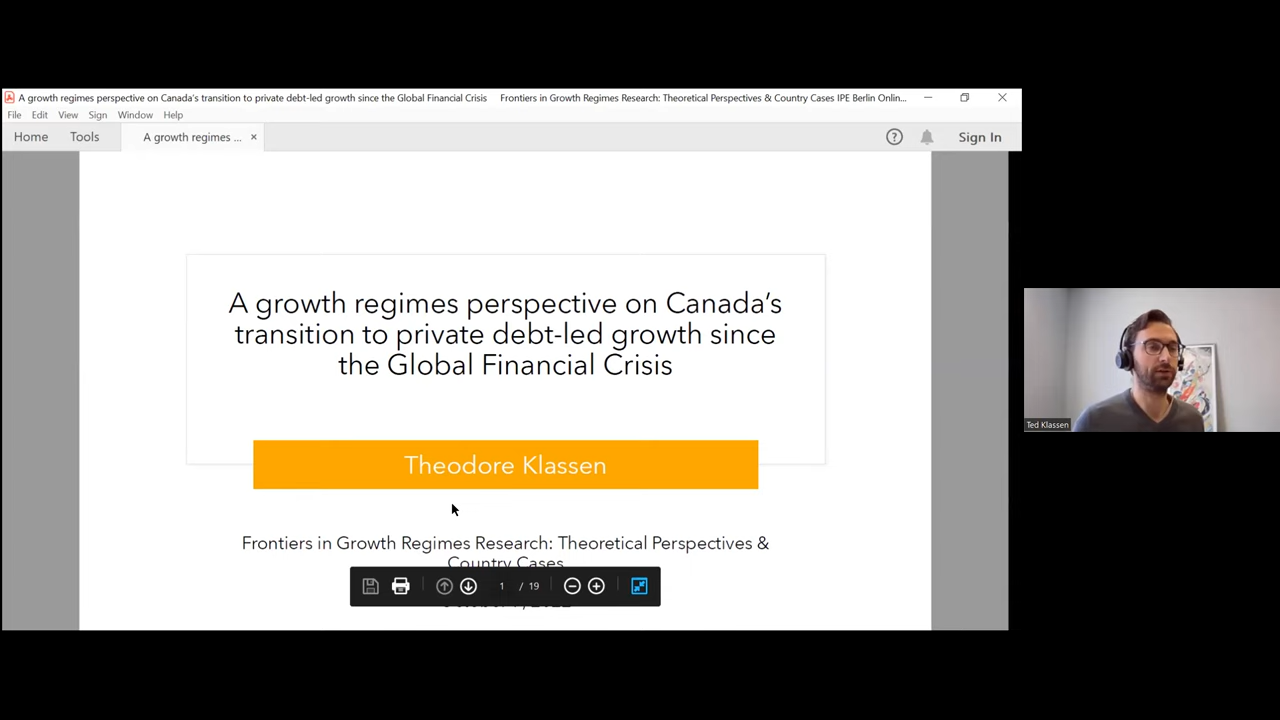 A growth regimes perspective on Canada's transition to private debt-led growth since the Global Financial Crisis Frontiers in Growth Regimes Research: Theoretical Perspectives & Country Cases IPE Berlin Onlin...
File Edit View Sign Window Help
Home Tools A growth regimes ... × Sign In
A growth regimes perspective on Canada's
transition to private debt-led growth since
the Global Financial Crisis
Theodore Klassen
Frontiers in Growth Regimes Research: Theoretical Perspectives &
Country Cases
1 / 19
Ted Klassen